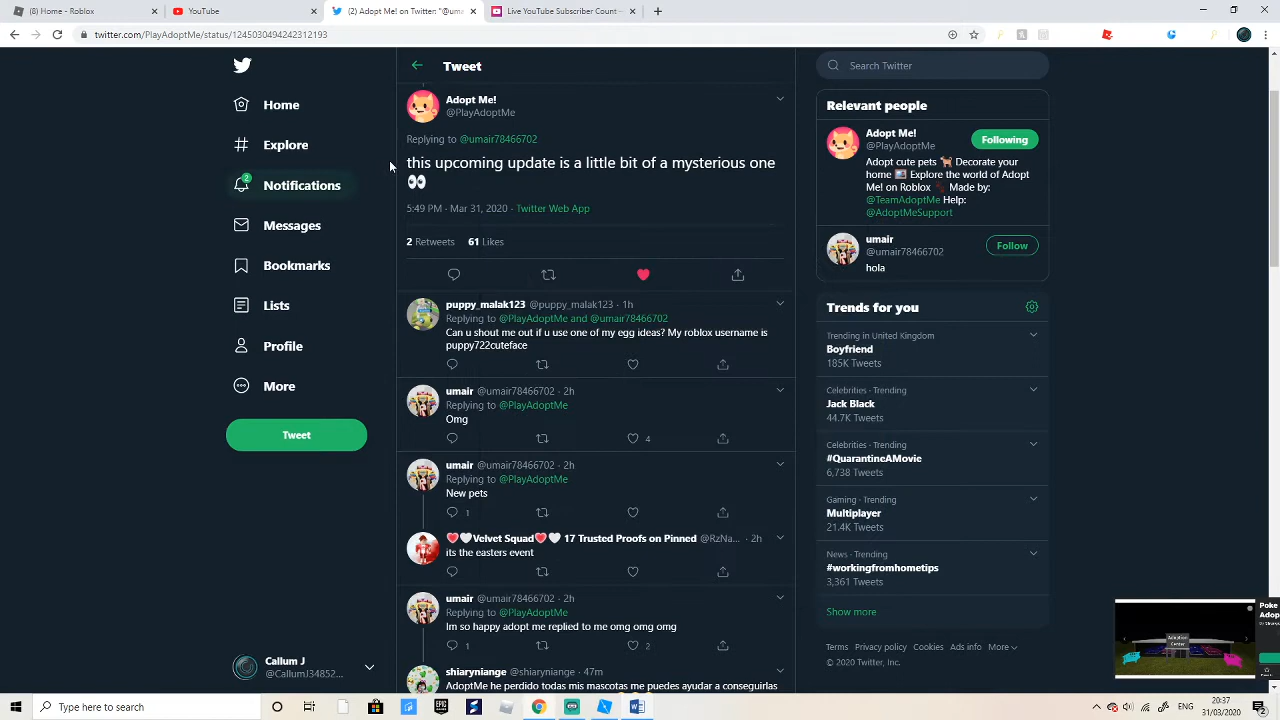 (8) Home - Roblox
YouTube
(2) Adopt Me! on Twitter: "@uma
Live YouTube Subscriber Count –
twitter.com/PlayAdoptMe/status/1245030494242312193
Home
Explore
2
Notifications
Messages
Bookmarks
Lists
Profile
More
Tweet
Callum J
@CallumJ34852...
Tweet
Adopt Me!
@PlayAdoptMe
Replying to @umair78466702
this upcoming update is a little bit of a mysterious one
👀
5:49 PM · Mar 31, 2020 · Twitter Web App
2 Retweets 61 Likes
puppy_malak123 @puppy_malak123 · 1h
Replying to @PlayAdoptMe and @umair78466702
Can u shout me out if u use one of my egg ideas? My roblox username is
puppy722cuteface
umair @umair78466702 · 2h
Replying to @PlayAdoptMe
Omg
4
umair @umair78466702 · 2h
Replying to @PlayAdoptMe
New pets
1
❤️🤍Velvet Squad❤️🤍 17 Trusted Proofs on Pinned @RzNa... · 2h
its the easters event
umair @umair78466702 · 2h
Replying to @PlayAdoptMe
Im so happy adopt me replied to me omg omg omg
1 2
shiaryniange @shiaryniange · 47m
AdoptMe he perdido todas mis mascotas me puedes ayudar a conseguirlas
Search Twitter
Relevant people
Adopt Me!
@PlayAdoptMe
Following
Adopt cute pets 🐕 Decorate your
home 🖼️ Explore the world of Adopt
Me! on Roblox 🐾 Made by:
@TeamAdoptMe Help:
@AdoptMeSupport
umair
@umair78466702
Follow
hola
Trends for you
Trending in United Kingdom
Boyfriend
185K Tweets
Celebrities · Trending
Jack Black
44.7K Tweets
Celebrities · Trending
#QuarantineAMovie
6,738 Tweets
Gaming · Trending
Multiplayer
21.4K Tweets
News · Trending
#workingfromhometips
3,361 Tweets
Show more
Terms Privacy policy Cookies Ads info More
© 2020 Twitter, Inc.
Adoption
Center
Poke
Adop
Type here to search
EPIC
GAMES
ENG
20:37
31/03/2020
2